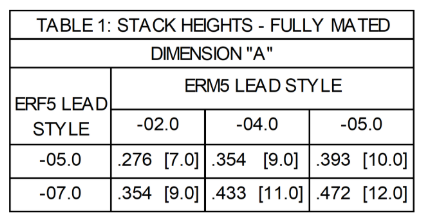 TABLE 1: STACK HEIGHTS - FULLY MATED
DIMENSION "A"
ERF5 LEAD STYLE
ERM5 LEAD STYLE
-02.0 -04.0 -05.0
-05.0 .276 [7.0] .354 [9.0] .393 [10.0]
-07.0 .354 [9.0] .433 [11.0] .472 [12.0]